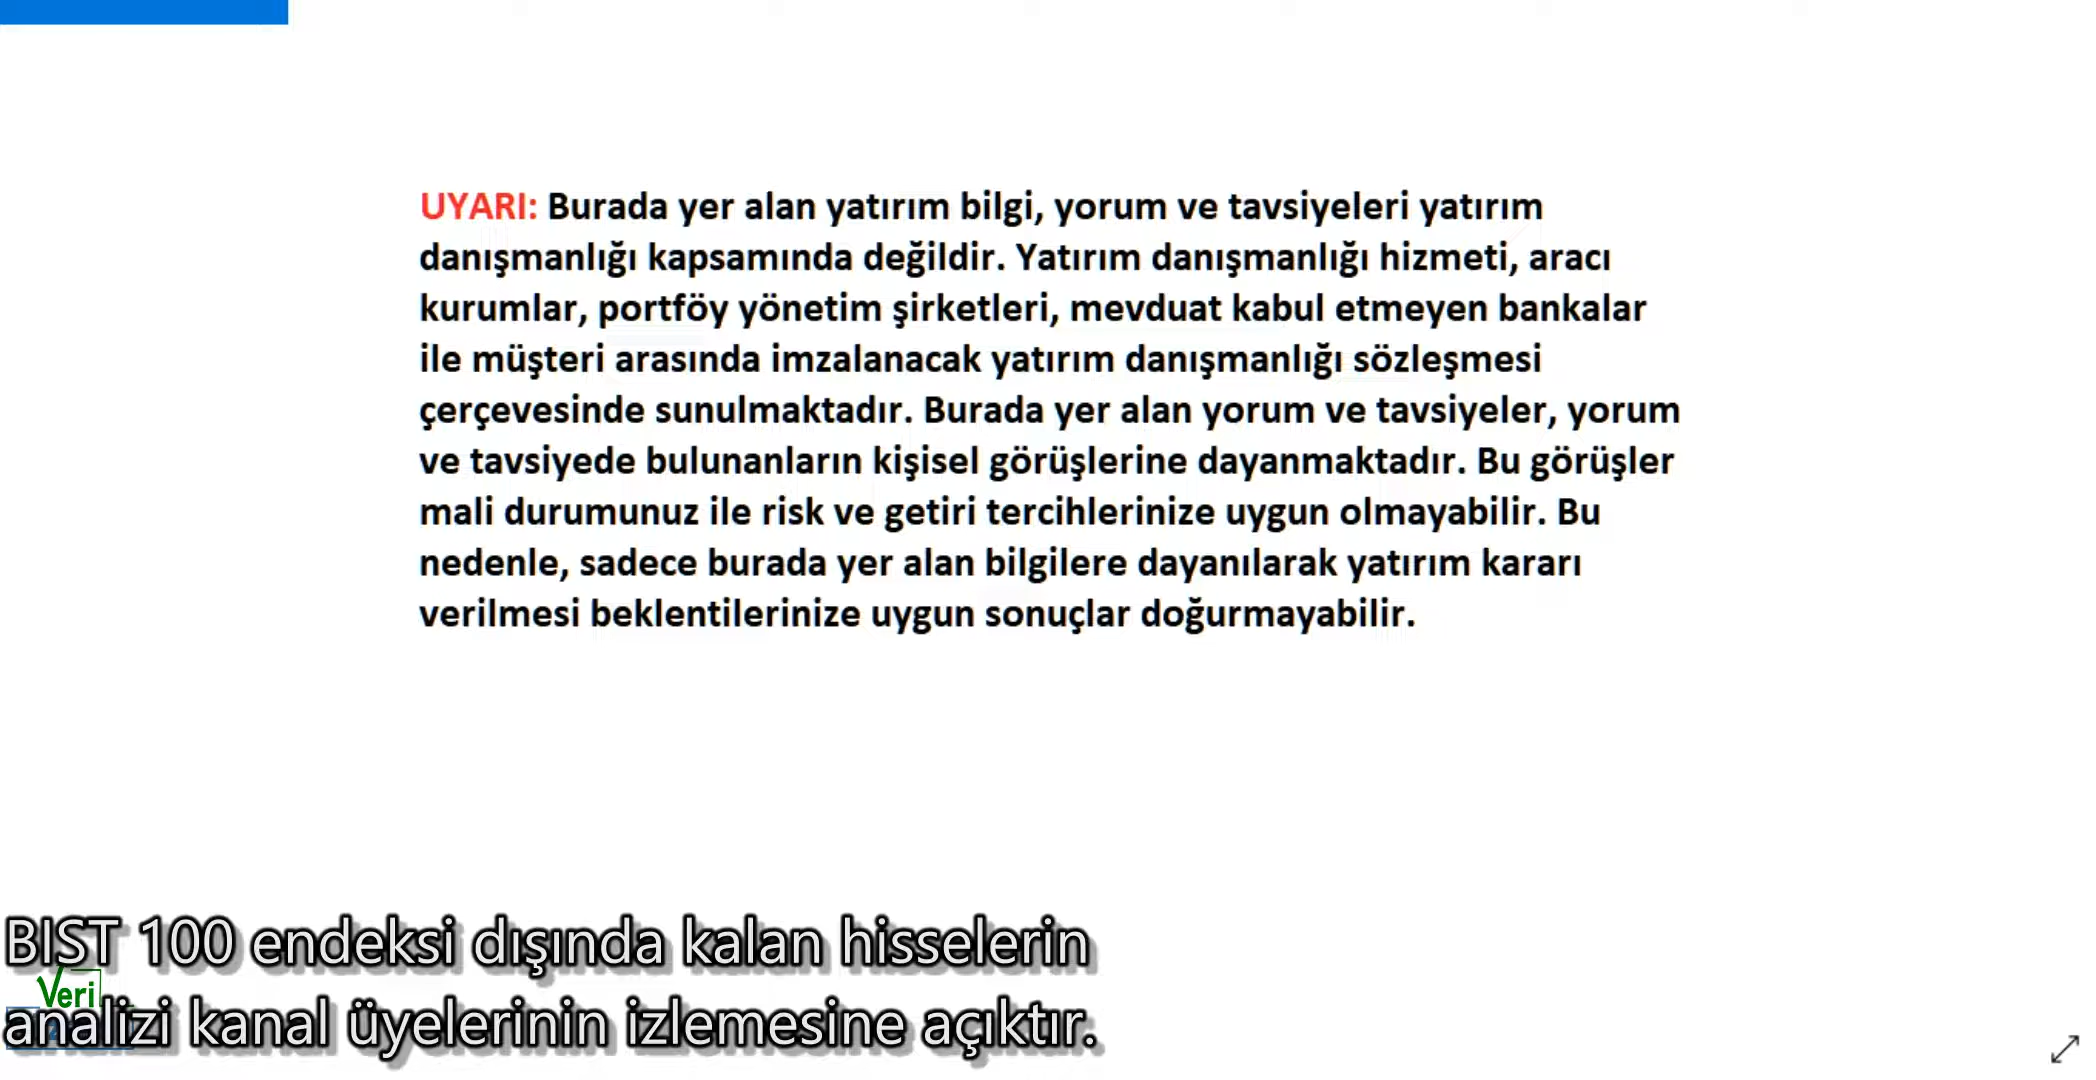 UYARI: Burada yer alan yatırım bilgi, yorum ve tavsiyeleri yatırım
danışmanlığı kapsamında değildir. Yatırım danışmanlığı hizmeti, aracı
kurumlar, portföy yönetim şirketleri, mevduat kabul etmeyen bankalar
ile müşteri arasında imzalanacak yatırım danışmanlığı sözleşmesi
çerçevesinde sunulmaktadır. Burada yer alan yorum ve tavsiyeler, yorum
ve tavsiyede bulunanların kişisel görüşlerine dayanmaktadır. Bu görüşler
mali durumunuz ile risk ve getiri tercihlerinize uygun olmayabilir. Bu
nedenle, sadece burada yer alan bilgilere dayanılarak yatırım kararı
verilmesi beklentilerinize uygun sonuçlar doğurmayabilir.
BIST 100 endeksi dışında kalan hisselerin
Veri
analizi kanal üyelerinin izlemesine açıktır.